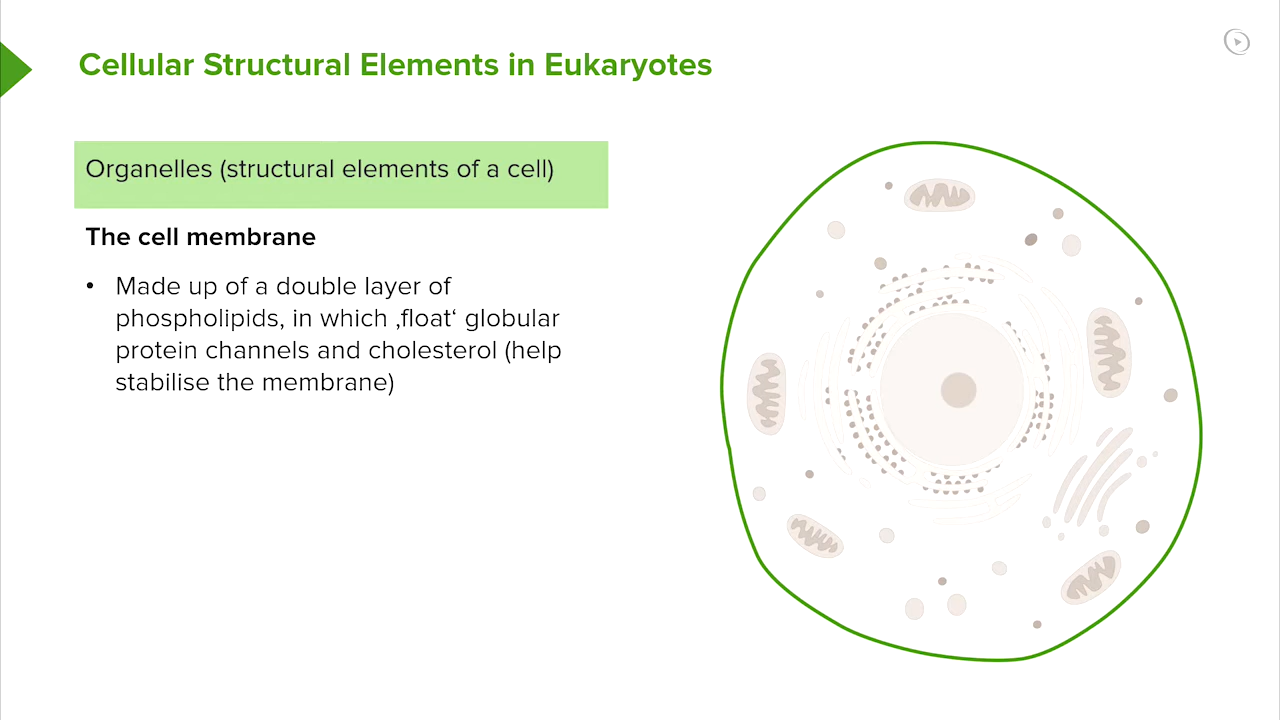 Cellular Structural Elements in Eukaryotes
Organelles (structural elements of a cell)
The cell membrane
• Made up of a double layer of
phospholipids, in which ‚float‘ globular
protein channels and cholesterol (help
stabilise the membrane)